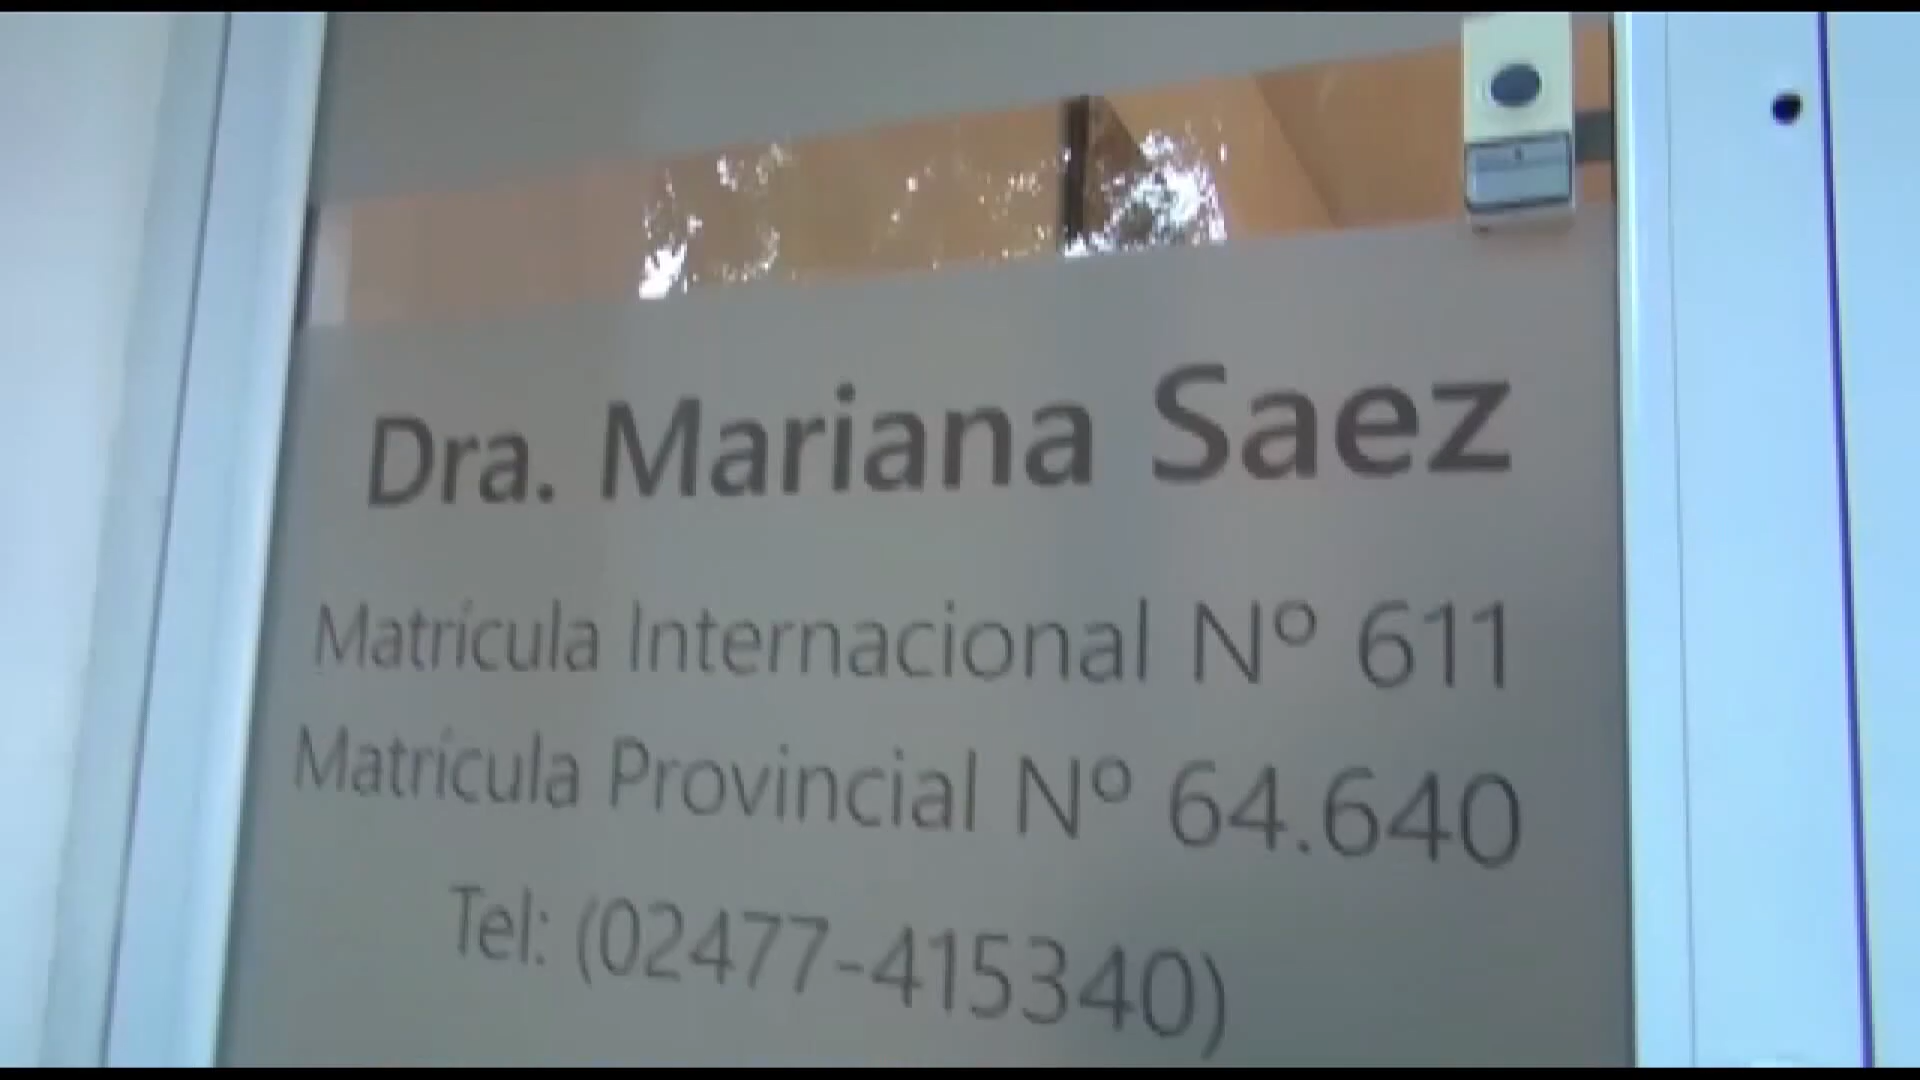 Dra. Mariana Saez
Matrícula Internacional Nº 611
Matrícula Provincial Nº 64.640
Tel: (02477-415340)